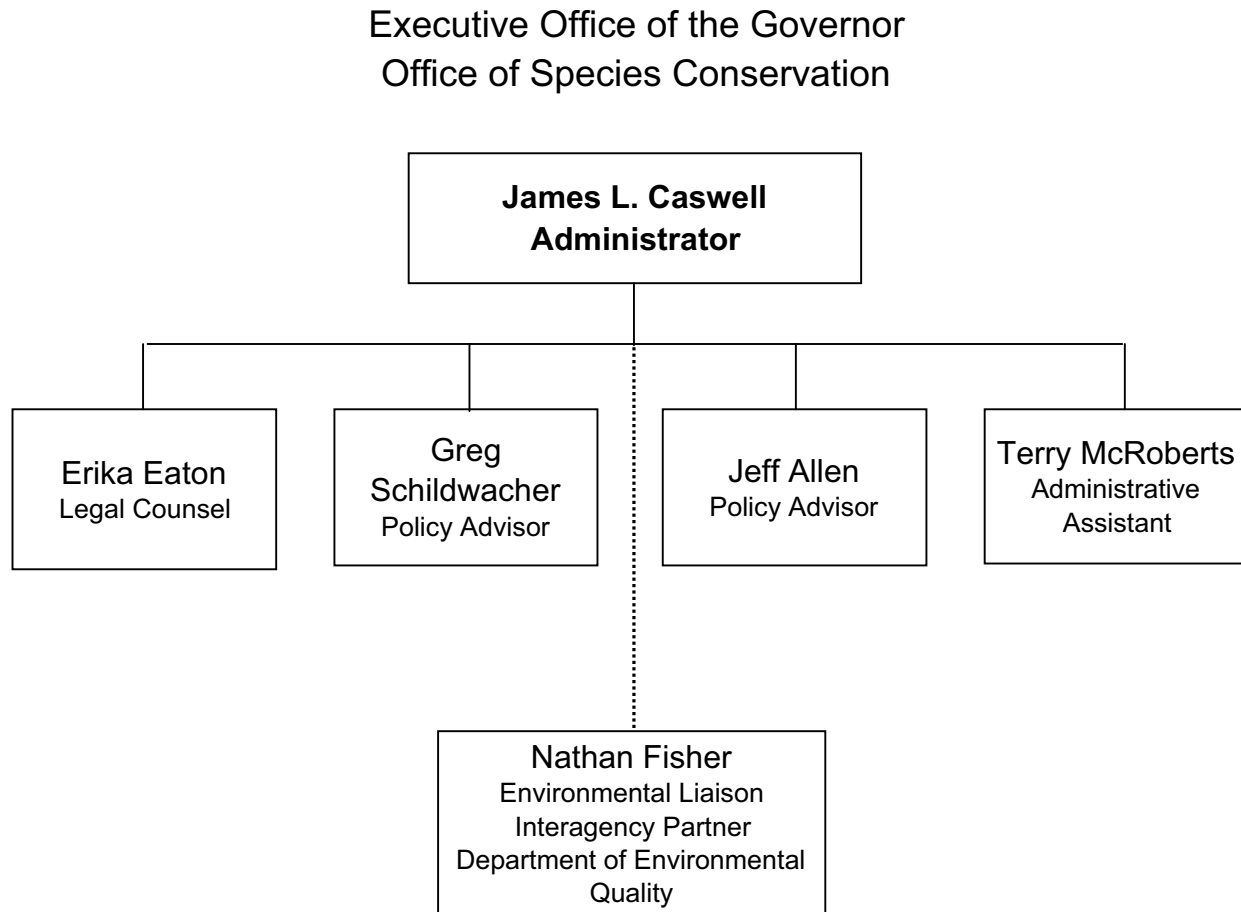 Executive Office of the Governor
Office of Species Conservation
James L. Caswell
Administrator
Erika Eaton
Legal Counsel
Greg
Schildwacher
Policy Advisor
Jeff Allen
Policy Advisor
Terry McRoberts
Administrative
Assistant
Nathan Fisher
Environmental Liaison
Interagency Partner
Department of Environmental
Quality